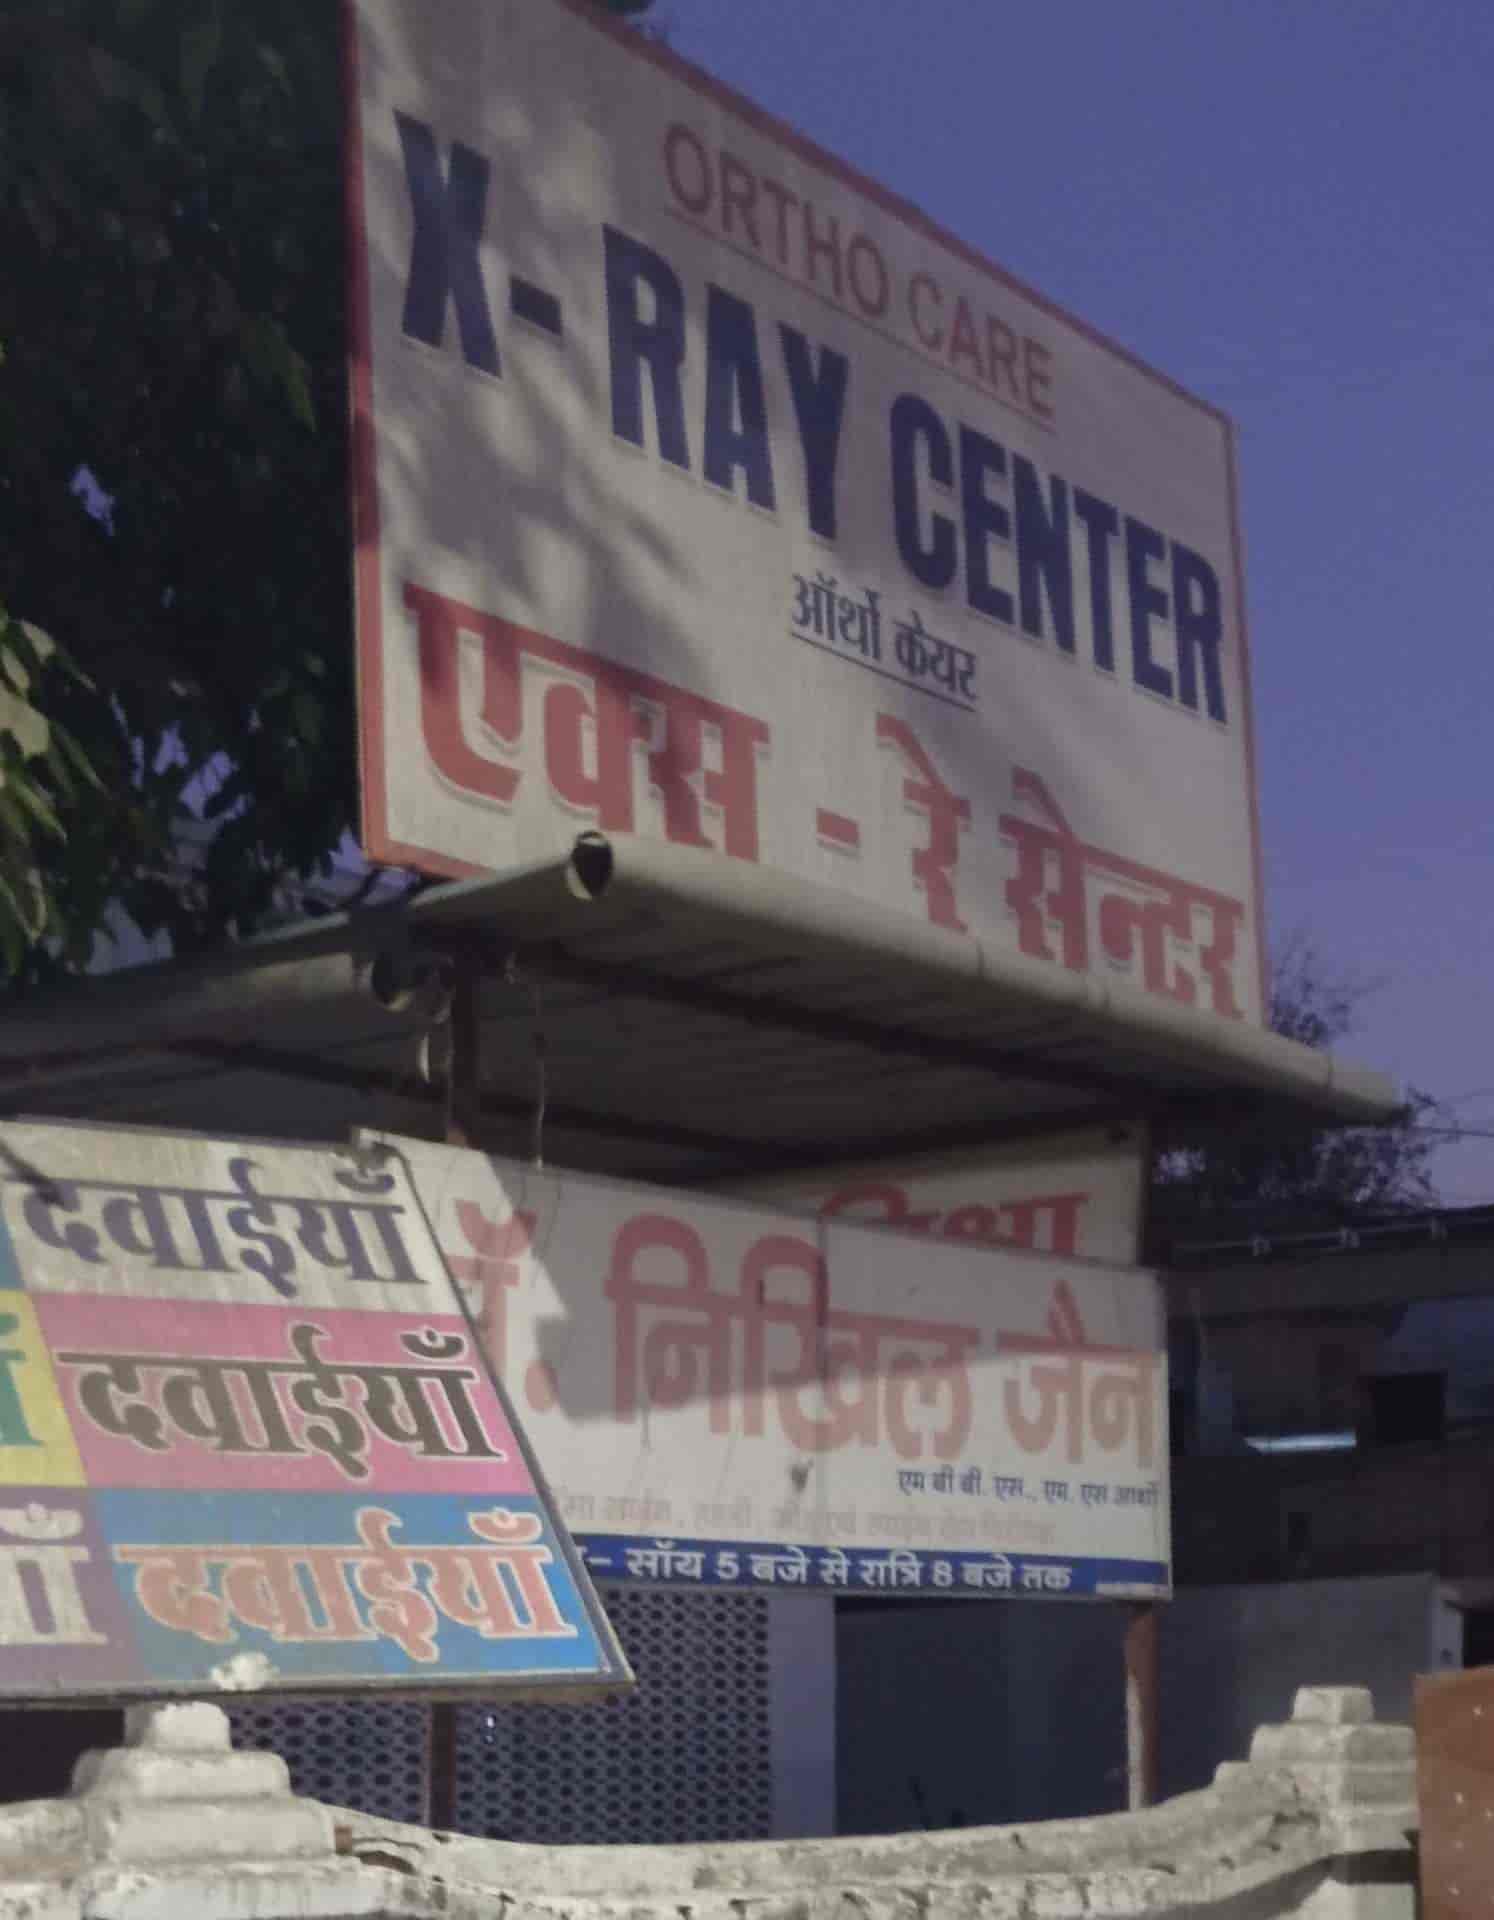 ORTHO CARE
X-RAY CENTER
ऑर्थो केयर
एक्स - रे सेन्टर
दवाईयाँ
दवाईयाँ
दवाईयाँ
निखिल जैन
एम बी बी. एस., एम. एस आर्थो
- सॉय 5 बजे से रात्रि 8 बजे तक